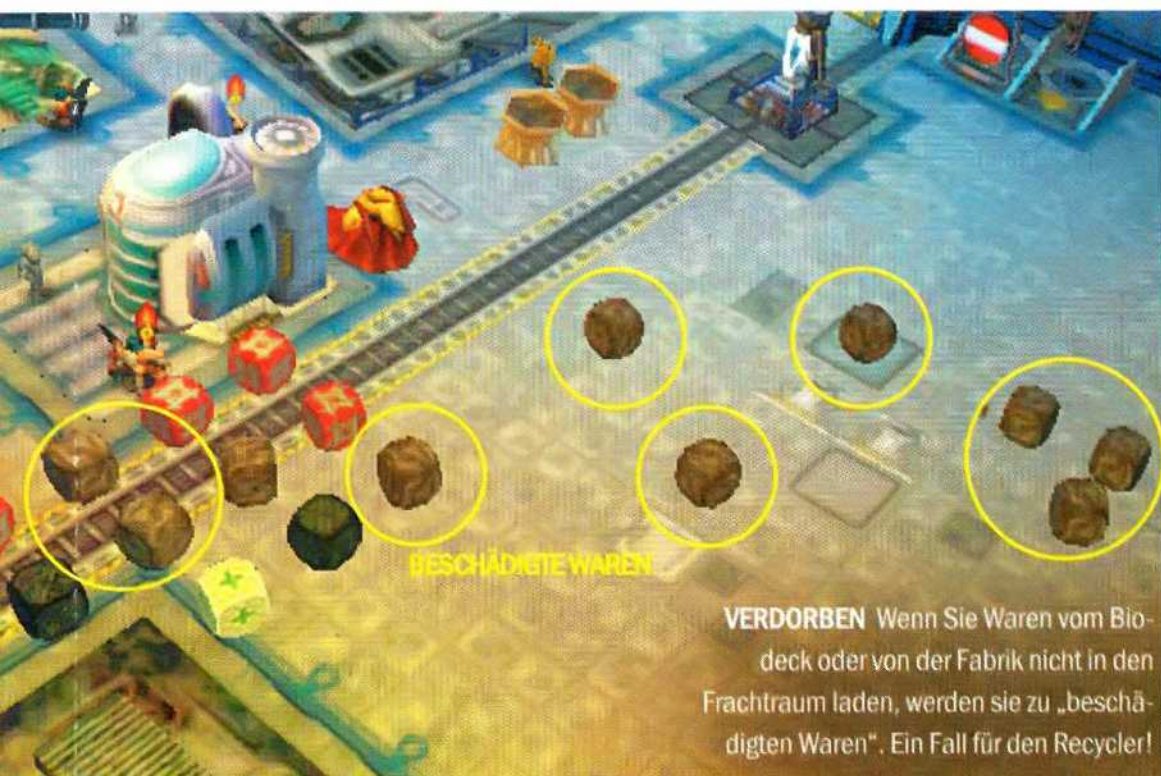 BESCHÄDIGTE WAREN
VERDORBEN Wenn Sie Waren vom Bio-
deck oder von der Fabrik nicht in den
Frachtraum laden, werden sie zu „beschä-
digten Waren“. Ein Fall für den Recycler!